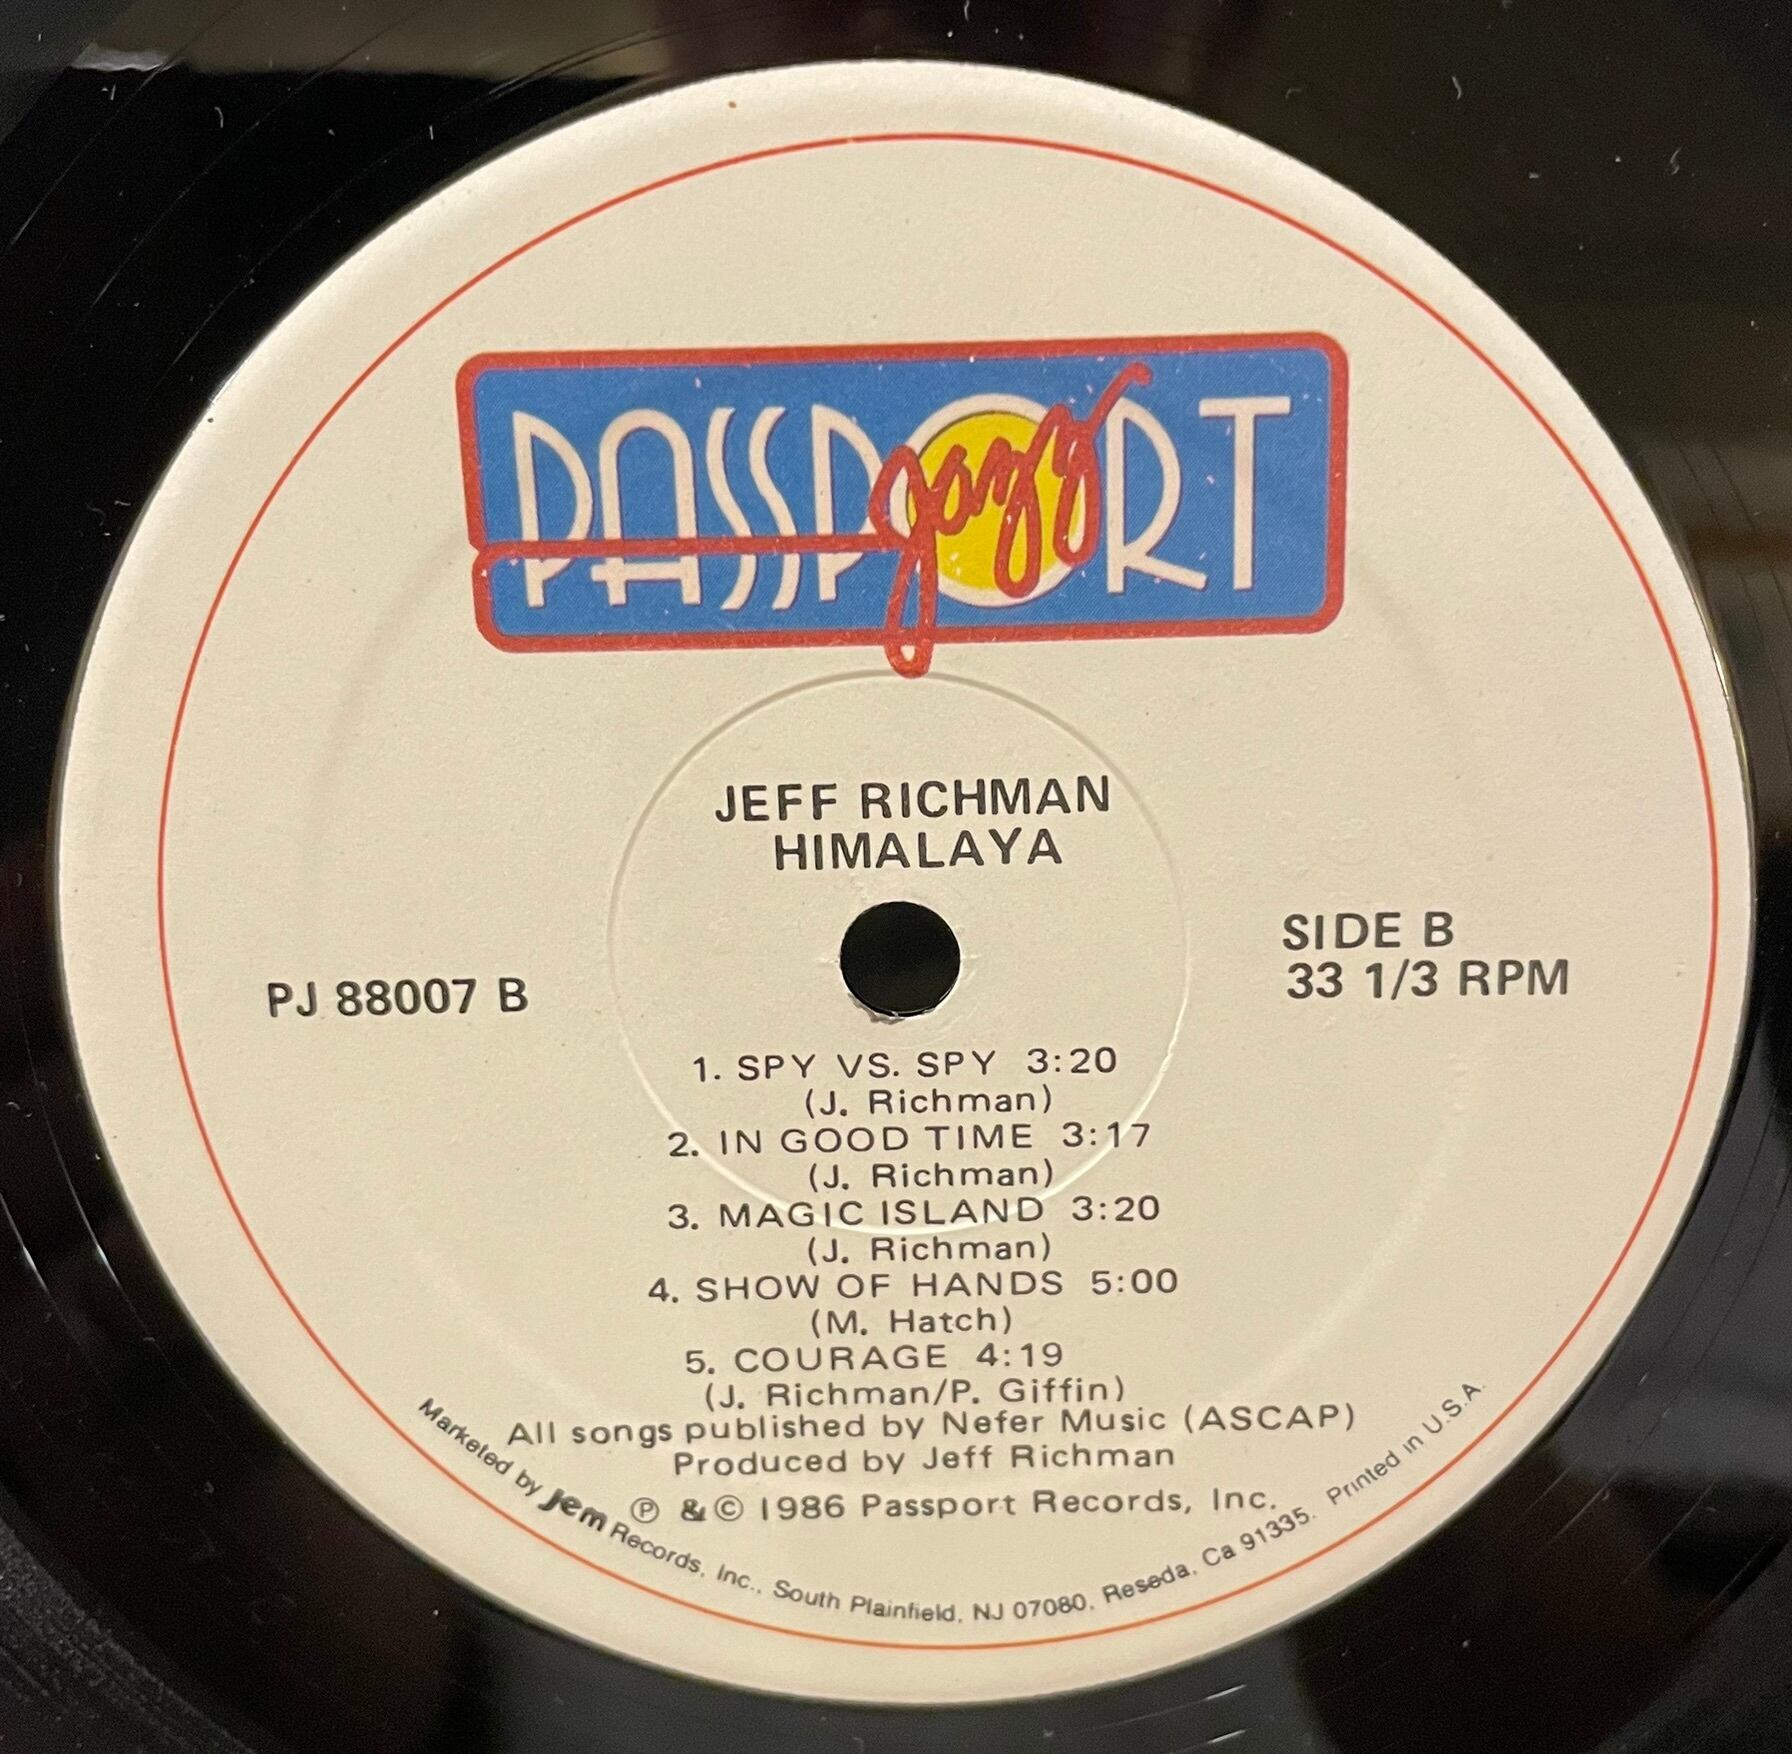 PASSPORT
jazz
JEFF RICHMAN
HIMALAYA
SIDE B
33 1/3 RPM
PJ 88007 B
1. SPY VS. SPY 3:20
(J. Richman)
2. IN GOOD TIME 3:17
(J. Richman)
3. MAGIC ISLAND 3:20
(J. Richman)
4. SHOW OF HANDS 5:00
(M. Hatch)
5. COURAGE 4:19
(J. Richman/P. Giffin)
All songs published by Nefer Music (ASCAP)
Produced by Jeff Richman
℗ & © 1986 Passport Records, Inc.
Marketed by Jem Records, Inc., South Plainfield, NJ 07080, Reseda, Ca 91335. Printed in U.S.A.